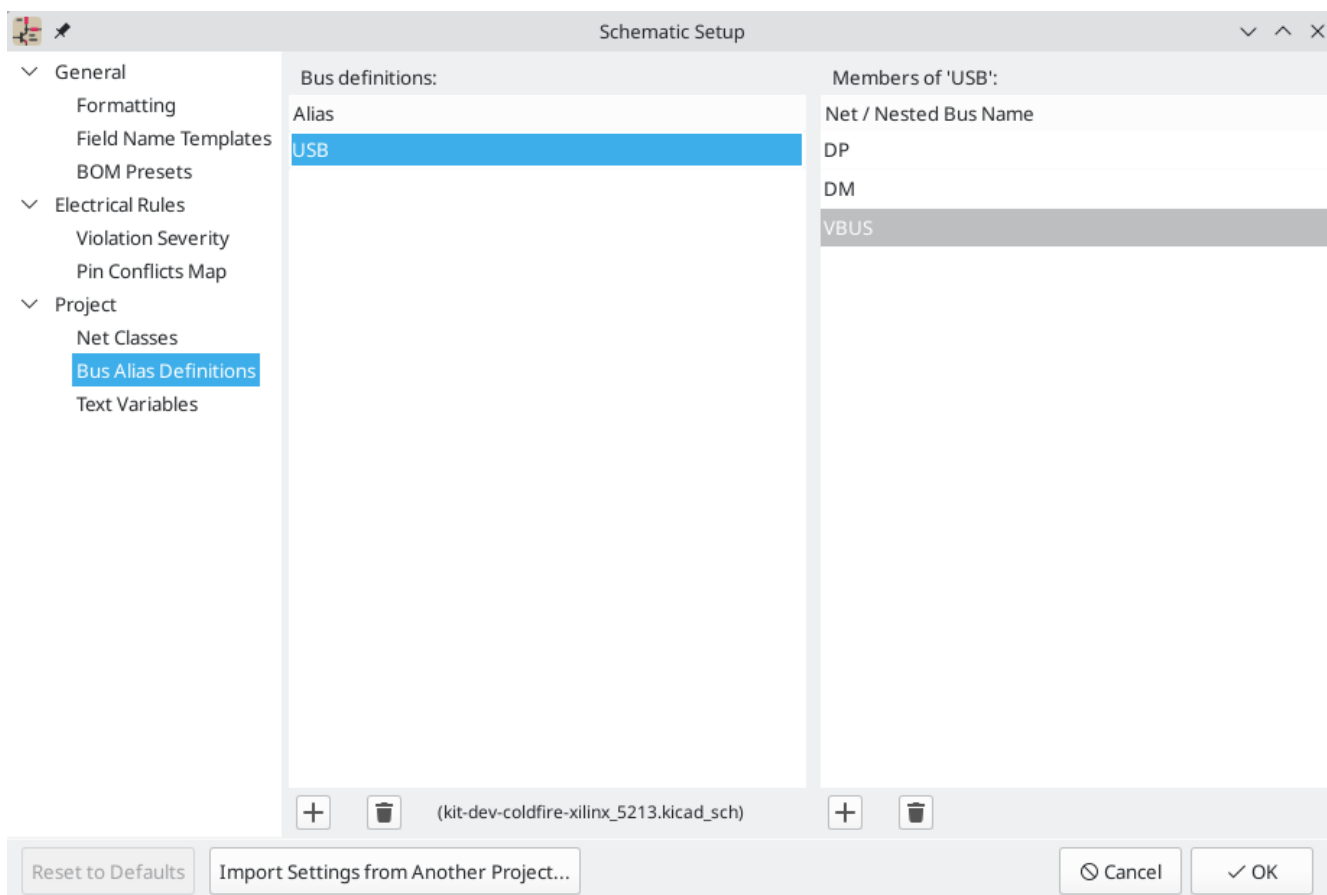 Schematic Setup
General
Formatting
Field Name Templates
BOM Presets
Electrical Rules
Violation Severity
Pin Conflicts Map
Project
Net Classes
Bus Alias Definitions
Text Variables
Bus definitions:
Alias
USB
(kit-dev-coldfire-xilinx_5213.kicad_sch)
Members of 'USB':
Net / Nested Bus Name
DP
DM
VBUS
Reset to Defaults
Import Settings from Another Project...
Cancel
OK